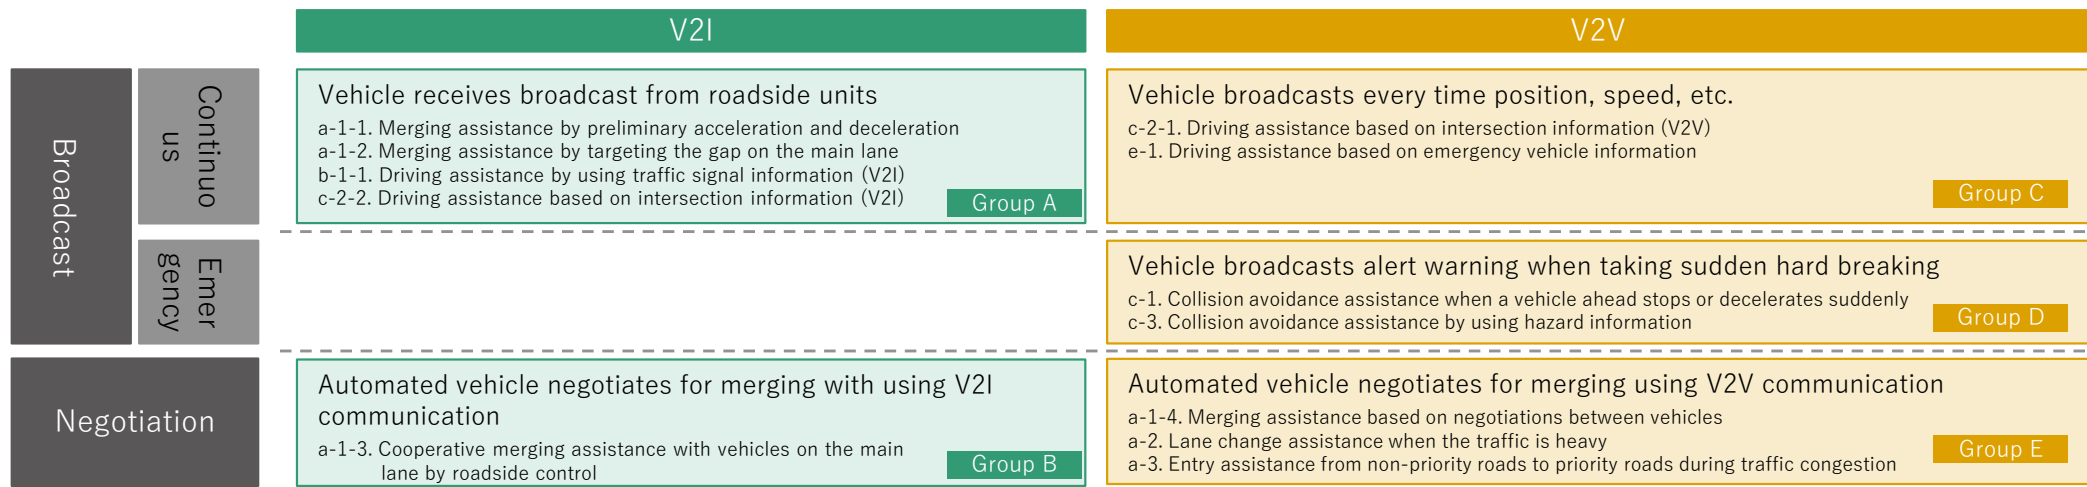 V2I
V2V
Broadcast
Continuo
us
Vehicle receives broadcast from roadside units
a-1-1. Merging assistance by preliminary acceleration and deceleration
a-1-2. Merging assistance by targeting the gap on the main lane
b-1-1. Driving assistance by using traffic signal information (V2I)
c-2-2. Driving assistance based on intersection information (V2I)
Group A
Vehicle broadcasts every time position, speed, etc.
c-2-1. Driving assistance based on intersection information (V2V)
e-1. Driving assistance based on emergency vehicle information
Group C
Emer
gency
Vehicle broadcasts alert warning when taking sudden hard breaking
c-1. Collision avoidance assistance when a vehicle ahead stops or decelerates suddenly
c-3. Collision avoidance assistance by using hazard information
Group D
Negotiation
Automated vehicle negotiates for merging with using V2I
communication
a-1-3. Cooperative merging assistance with vehicles on the main
lane by roadside control
Group B
Automated vehicle negotiates for merging using V2V communication
a-1-4. Merging assistance based on negotiations between vehicles
a-2. Lane change assistance when the traffic is heavy
a-3. Entry assistance from non-priority roads to priority roads during traffic congestion
Group E